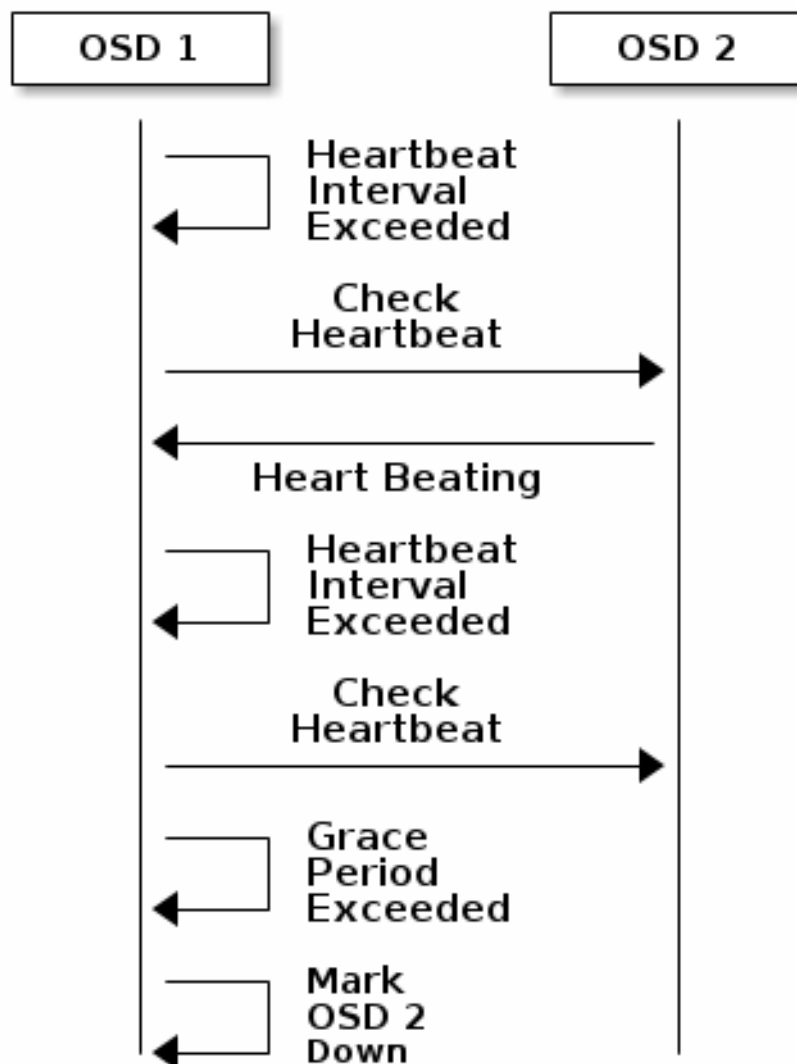 OSD 1
OSD 2
Heartbeat
Interval
Exceeded
Check
Heartbeat
Heart Beating
Heartbeat
Interval
Exceeded
Check
Heartbeat
Grace
Period
Exceeded
Mark
OSD 2
Down